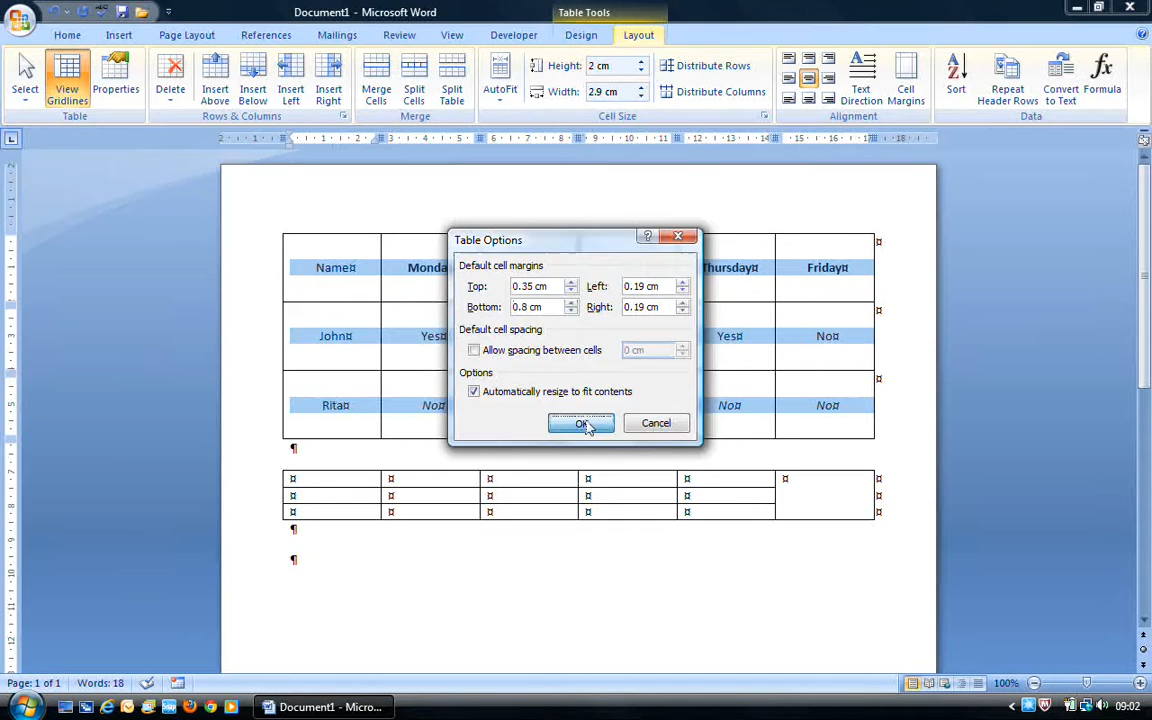 Document1 - Microsoft Word
Table Tools
Home Insert Page Layout References Mailings Review View Developer Design Layout
Select
View Gridlines
Properties
Table
Delete
Insert Above
Insert Below
Insert Left
Insert Right
Rows & Columns
Merge Cells
Split Cells
Split Table
Merge
AutoFit
Height: 2 cm
Width: 2.9 cm
Distribute Rows
Distribute Columns
Cell Size
Text Direction
Cell Margins
Alignment
Sort
Repeat Header Rows
Convert to Text
Formula
Data
Table Options
Default cell margins
Top: 0.35 cm Left: 0.19 cm
Bottom: 0.8 cm Right: 0.19 cm
Default cell spacing
Allow spacing between cells 0 cm
Options
Automatically resize to fit contents
OK Cancel
Name¤ Thursday¤ Friday¤
John¤ Yes¤ No¤
Rita¤ No¤ No¤ No¤
Page: 1 of 1 Words: 18 100%
Document1 - Micro... 09:02